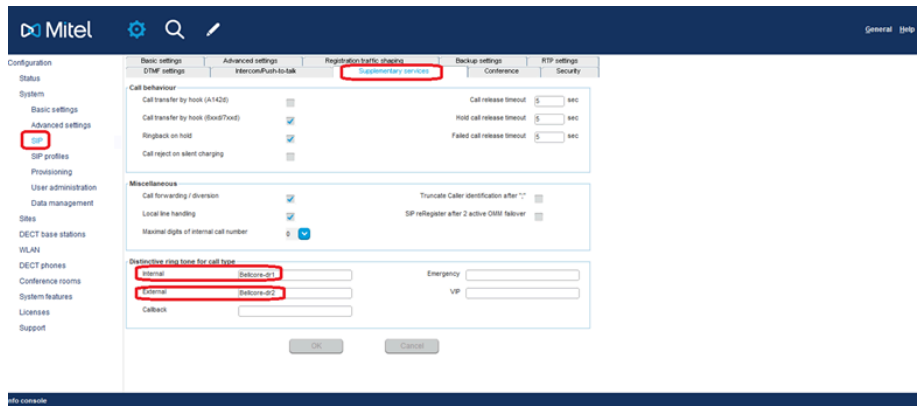 Mitel
General Help
Configuration
Status
System
Basic settings
Advanced settings
SIP
SIP profiles
Provisioning
User administration
Data management
Sites
DECT base stations
WLAN
DECT phones
Conference rooms
System features
Licenses
Support
Basic settings Advanced settings Registration traffic shaping Backup settings RTP settings
DTMF settings Intercom/Push-to-talk Supplementary services Conference Security
Call behaviour
Call transfer by hook (A142d) Call release timeout 5 sec
Call transfer by hook (6xxd/7xxd) Hold call release timeout 5 sec
Ringback on hold Failed call release timeout 5 sec
Call reject on silent charging
Miscellaneous
Call forwarding / diversion Truncate Caller identification after ";"
Local line handling SIP reRegister after 2 active OMM failover
Maximal digits of internal call number 0
Distinctive ring tone for call type
Internal Bellcore-dr1 Emergency
External Bellcore-dr2 VIP
Callback
OK Cancel
nfo console